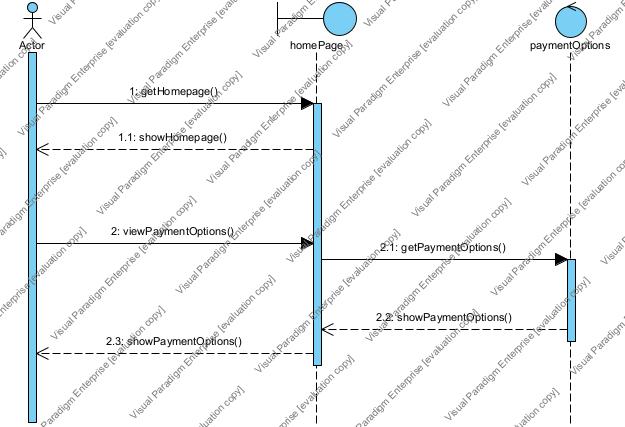 Actor
homePage
paymentOptions
1: getHomepage()
1.1: showHomepage()
2: viewPaymentOptions()
2.1: getPaymentOptions()
2.2: showPaymentOptions()
2.3: showPaymentOptions()
Visual Paradigm Enterprise [evaluation copy]